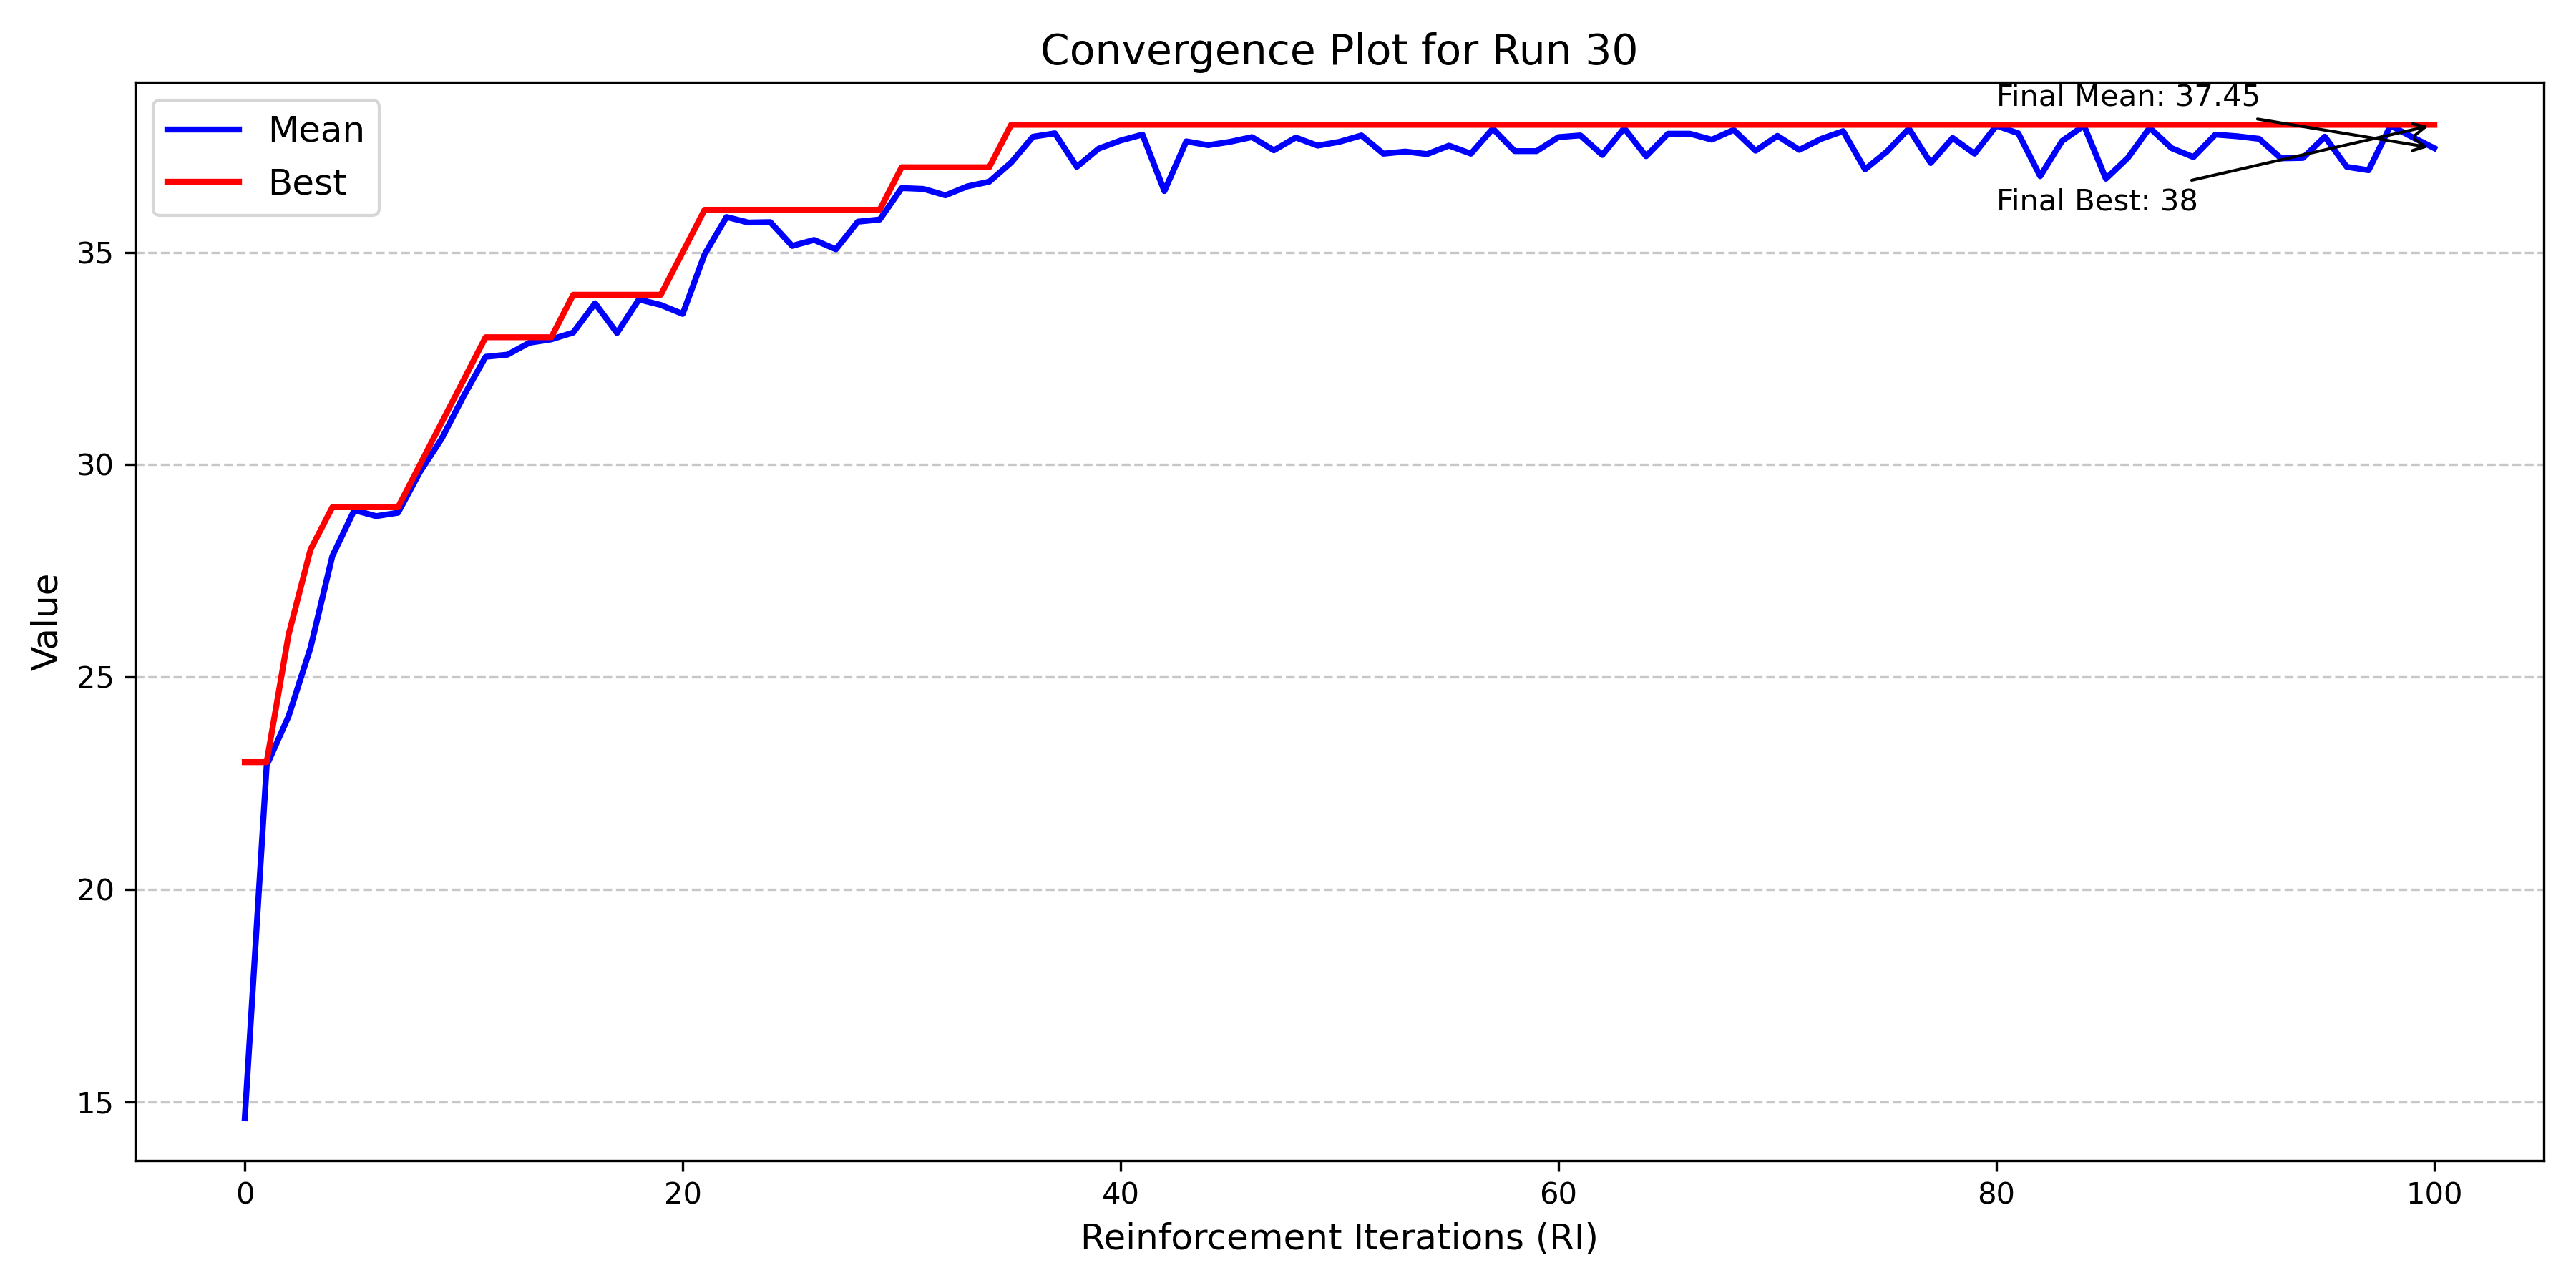 Convergence Plot for Run 30
Mean
Best
Final Mean: 37.45
Final Best: 38
Value
35
30
25
20
15
0
20
40
60
80
100
Reinforcement Iterations (RI)